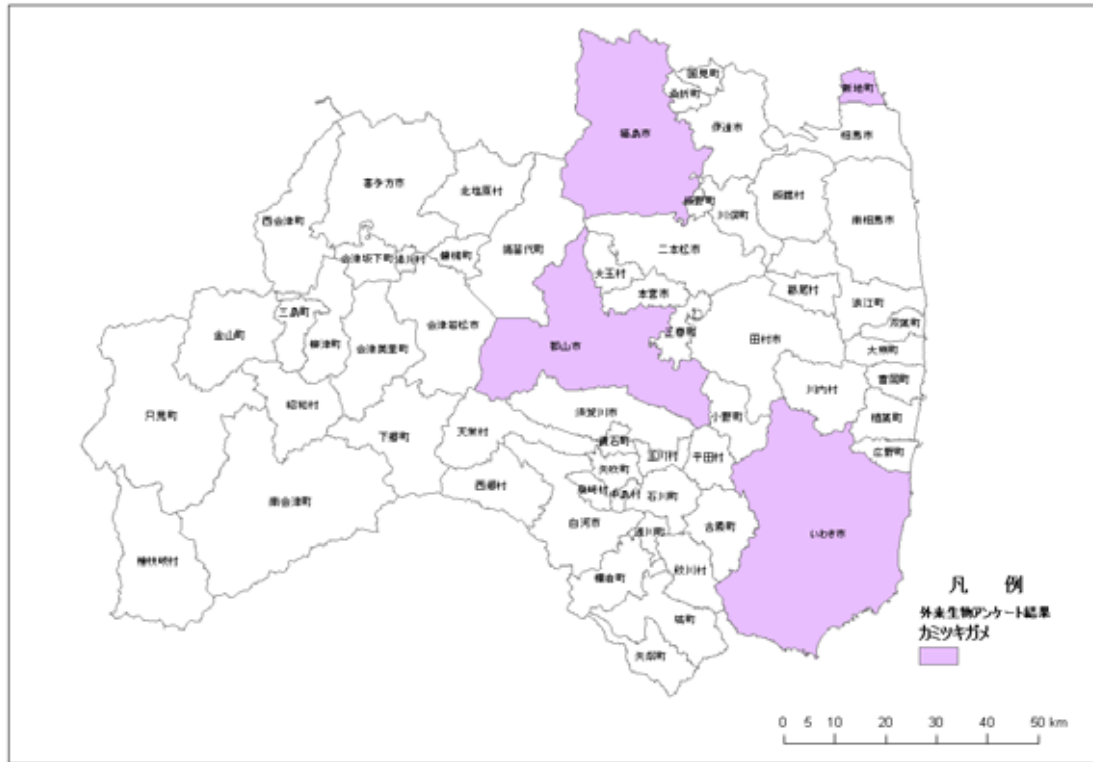 国見町
桑折町
新地町
福島市
伊達市
相馬市
喜多方市
北塩原村
飯舘村
川俣町
西会津町
南相馬市
二本松市
猪苗代町
磐梯町
会津坂下町
湯川村
大玉村
本宮市
葛尾村
浪江町
三島町
双葉町
会津若松市
金山町
三春町
田村市
柳津町
会津美里町
郡山市
大熊町
富岡町
川内村
昭和村
只見町
須賀川市
小野町
楢葉町
天栄村
下郷町
鏡石町
玉川村
平田村
広野町
矢吹町
西郷村
泉崎村
中島村
石川町
南会津町
白河市
浅川町
古殿町
いわき市
檜枝岐村
棚倉町
鮫川村
塙町
矢祭町
凡 例
外来生物アンケート結果
カミツキガメ
0 5 10 20 30 40 50 km